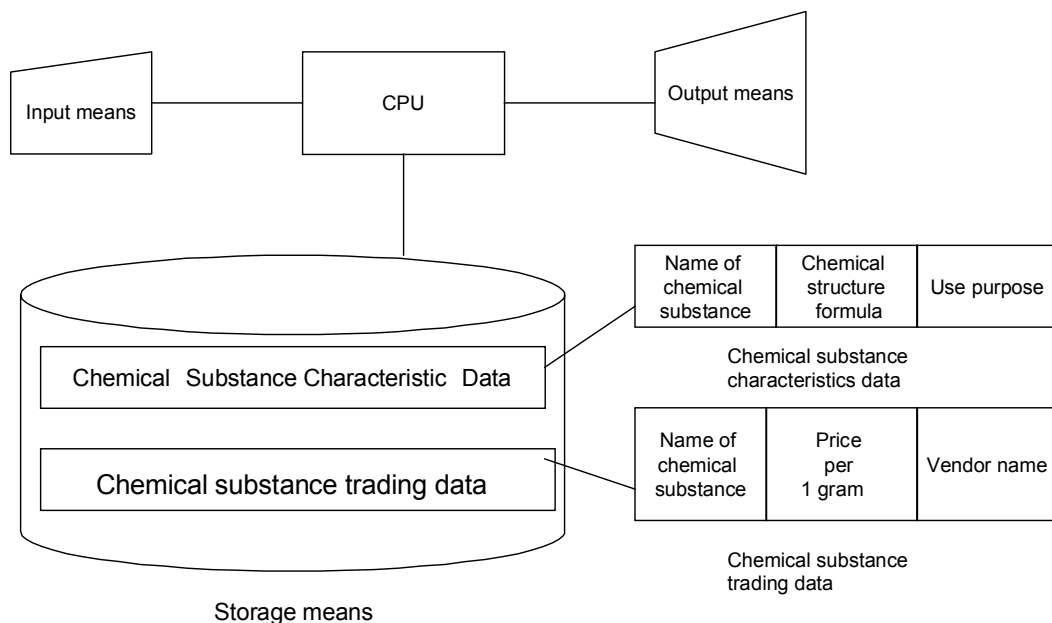 Input means
CPU
Output means
Name of
chemical
substance
Chemical
structure
formula
Use purpose
Chemical substance
characteristics data
Chemical Substance Characteristic Data
Name of
chemical
substance
Price
per
1 gram
Vendor name
Chemical substance trading data
Chemical substance
trading data
Storage means